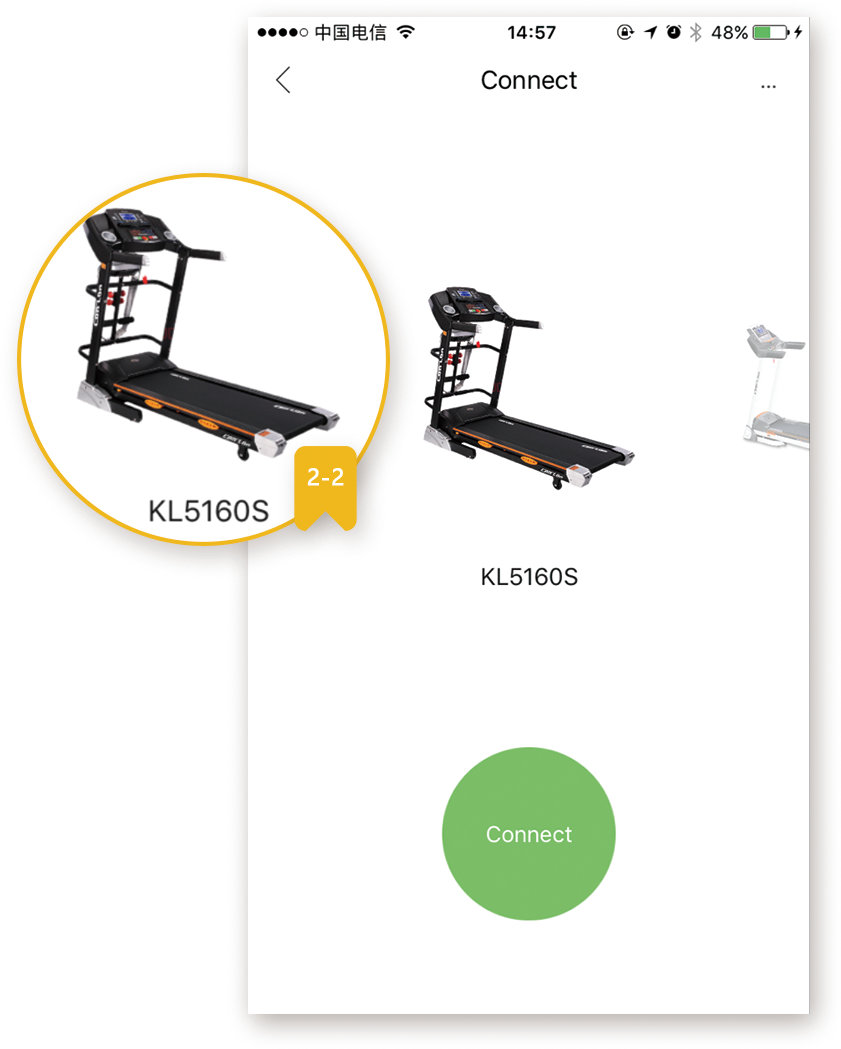 中国电信
14:57
48%
Connect
...
2-2
KL5160S
KL5160S
Connect